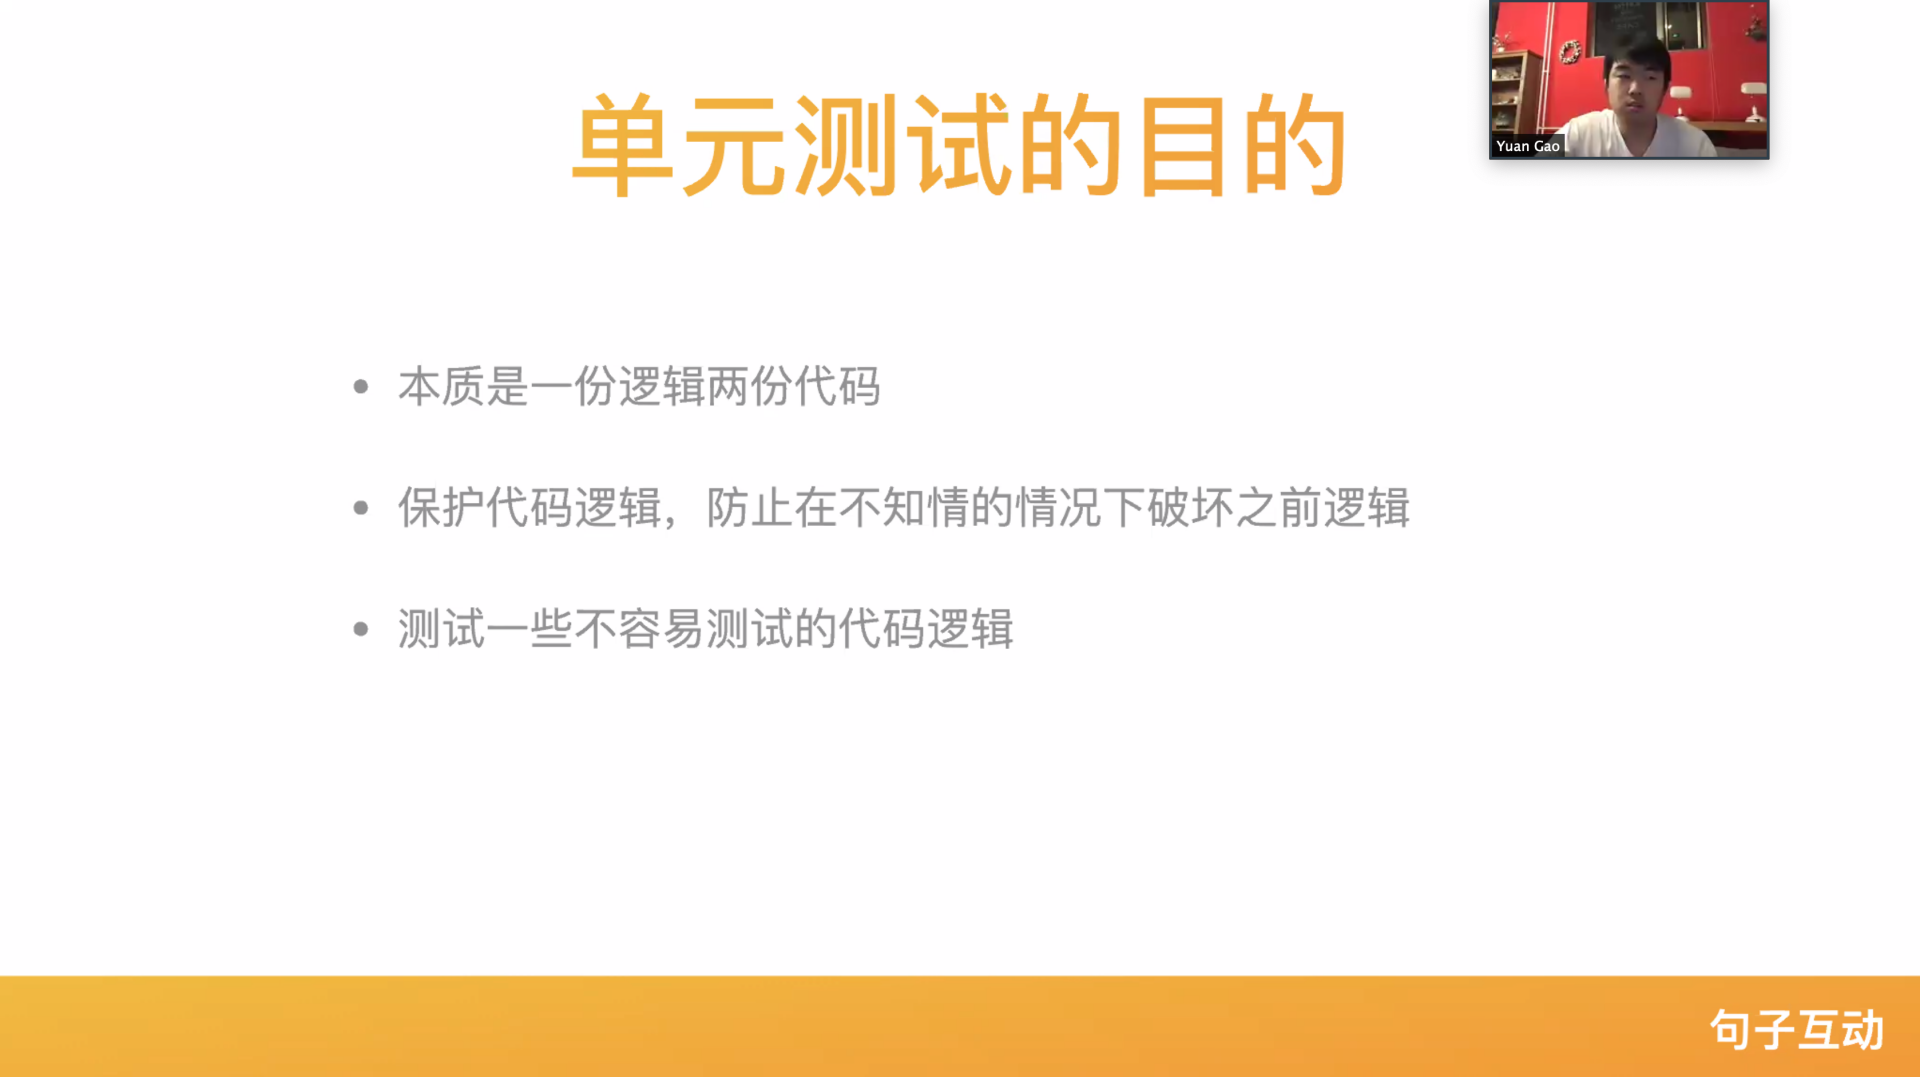 单元测试的目的
Yuan Gao
本质是一份逻辑两份代码
保护代码逻辑，防止在不知情的情况下破坏之前逻辑
测试一些不容易测试的代码逻辑
句子互动